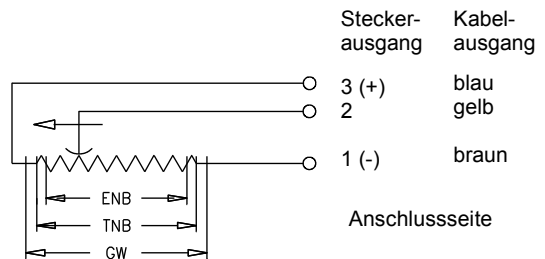 Stecker- Kabel-
ausgang ausgang
3 (+) blau
2 gelb
1 (-) braun
ENB
TNB
GW
Anschlussseite